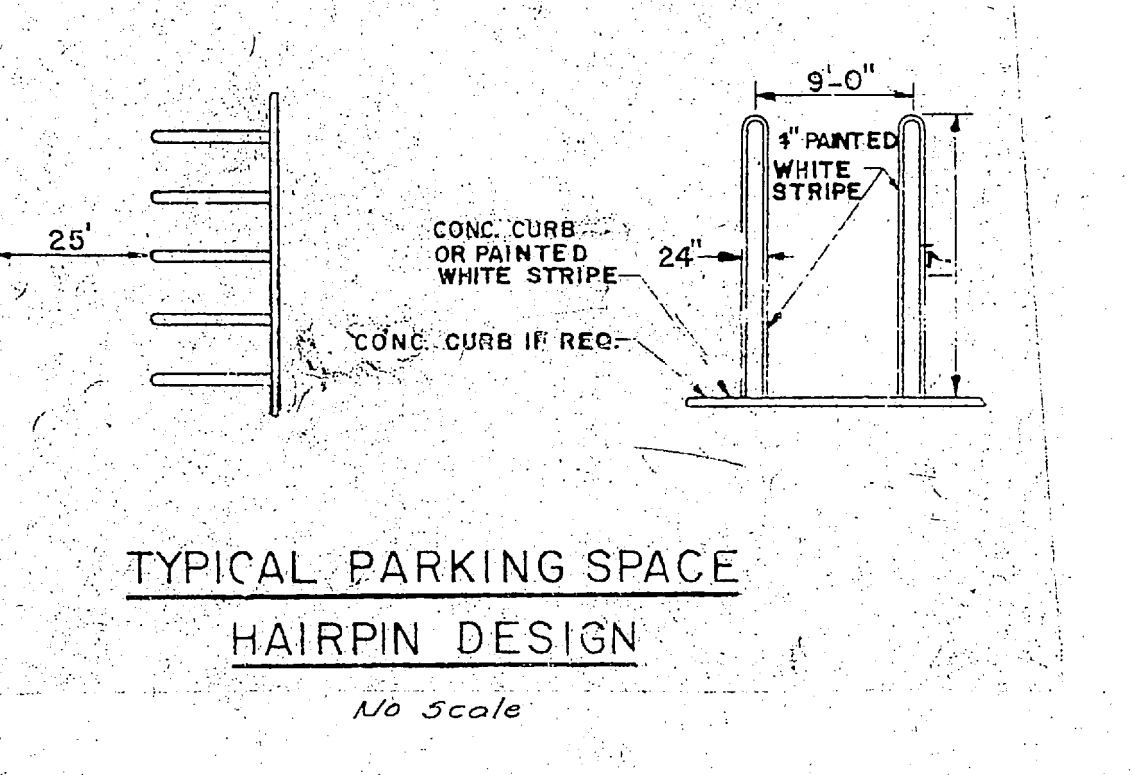 9'-0"
" PAINTED
WHITE
STRIPE
25'
CONC. CURB
OR PAINTED
WHITE STRIPE
24"
CONC. CURB IF REQ.
TYPICAL PARKING SPACE
HAIRPIN DESIGN
No Scale